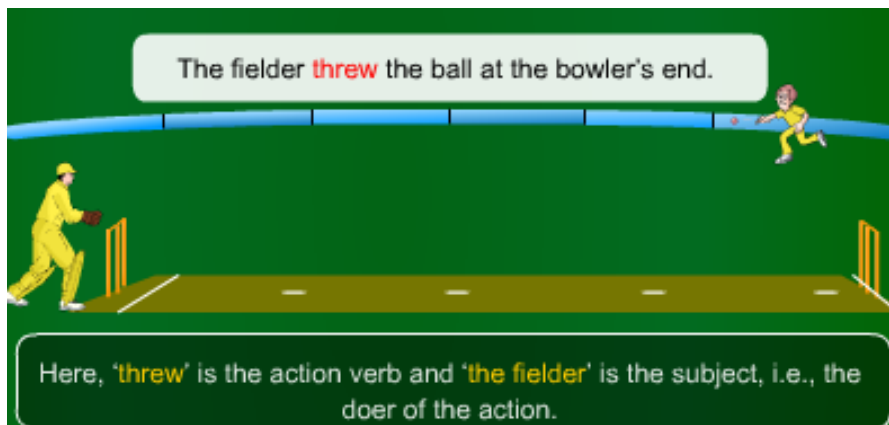 The fielder threw the ball at the bowler's end.
Here, ‘threw’ is the action verb and ‘the fielder’ is the subject, i.e., the
doer of the action.